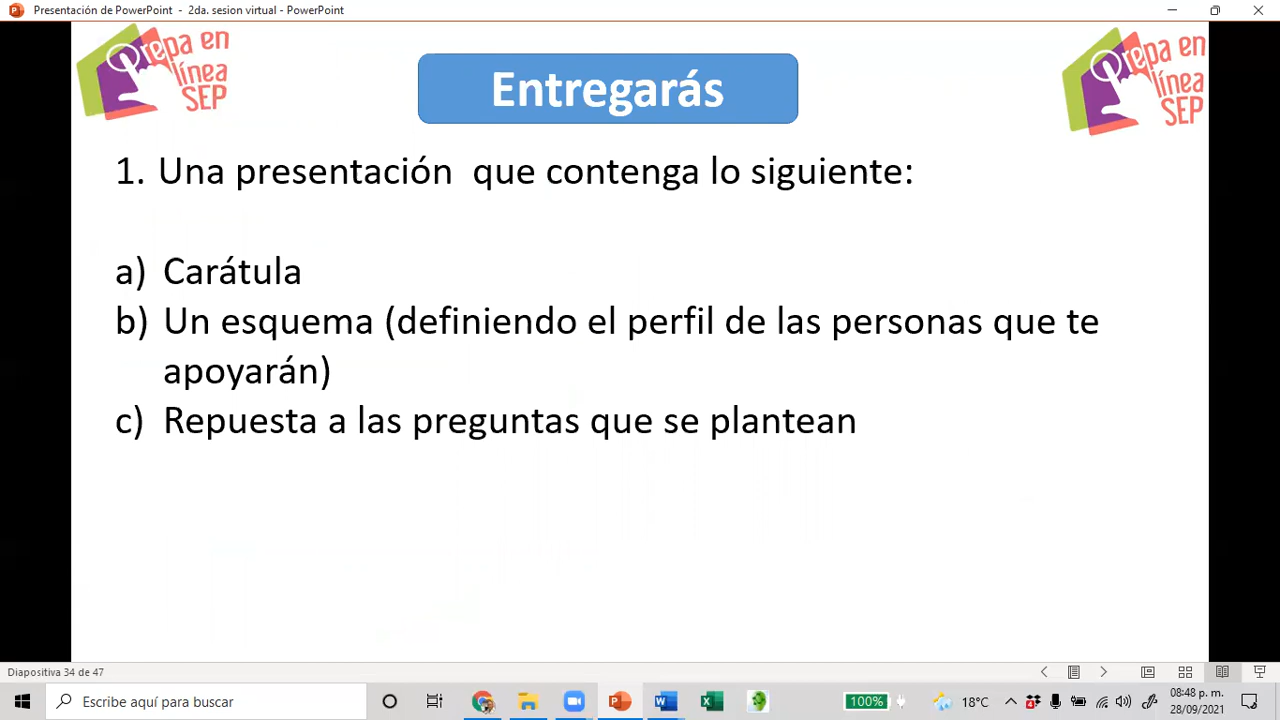 Presentación de PowerPoint - 2da. sesion virtual - PowerPoint
Prepa en
línea
SEP
Prepa en
línea
SEP
Entregarás
1. Una presentación que contenga lo siguiente:
a) Carátula
b) Un esquema (definiendo el perfil de las personas que te
apoyarán)
c) Repuesta a las preguntas que se plantean
Diapositiva 34 de 47
Escribe aquí para buscar
100%
18°C
4
08:48 p. m.
28/09/2021